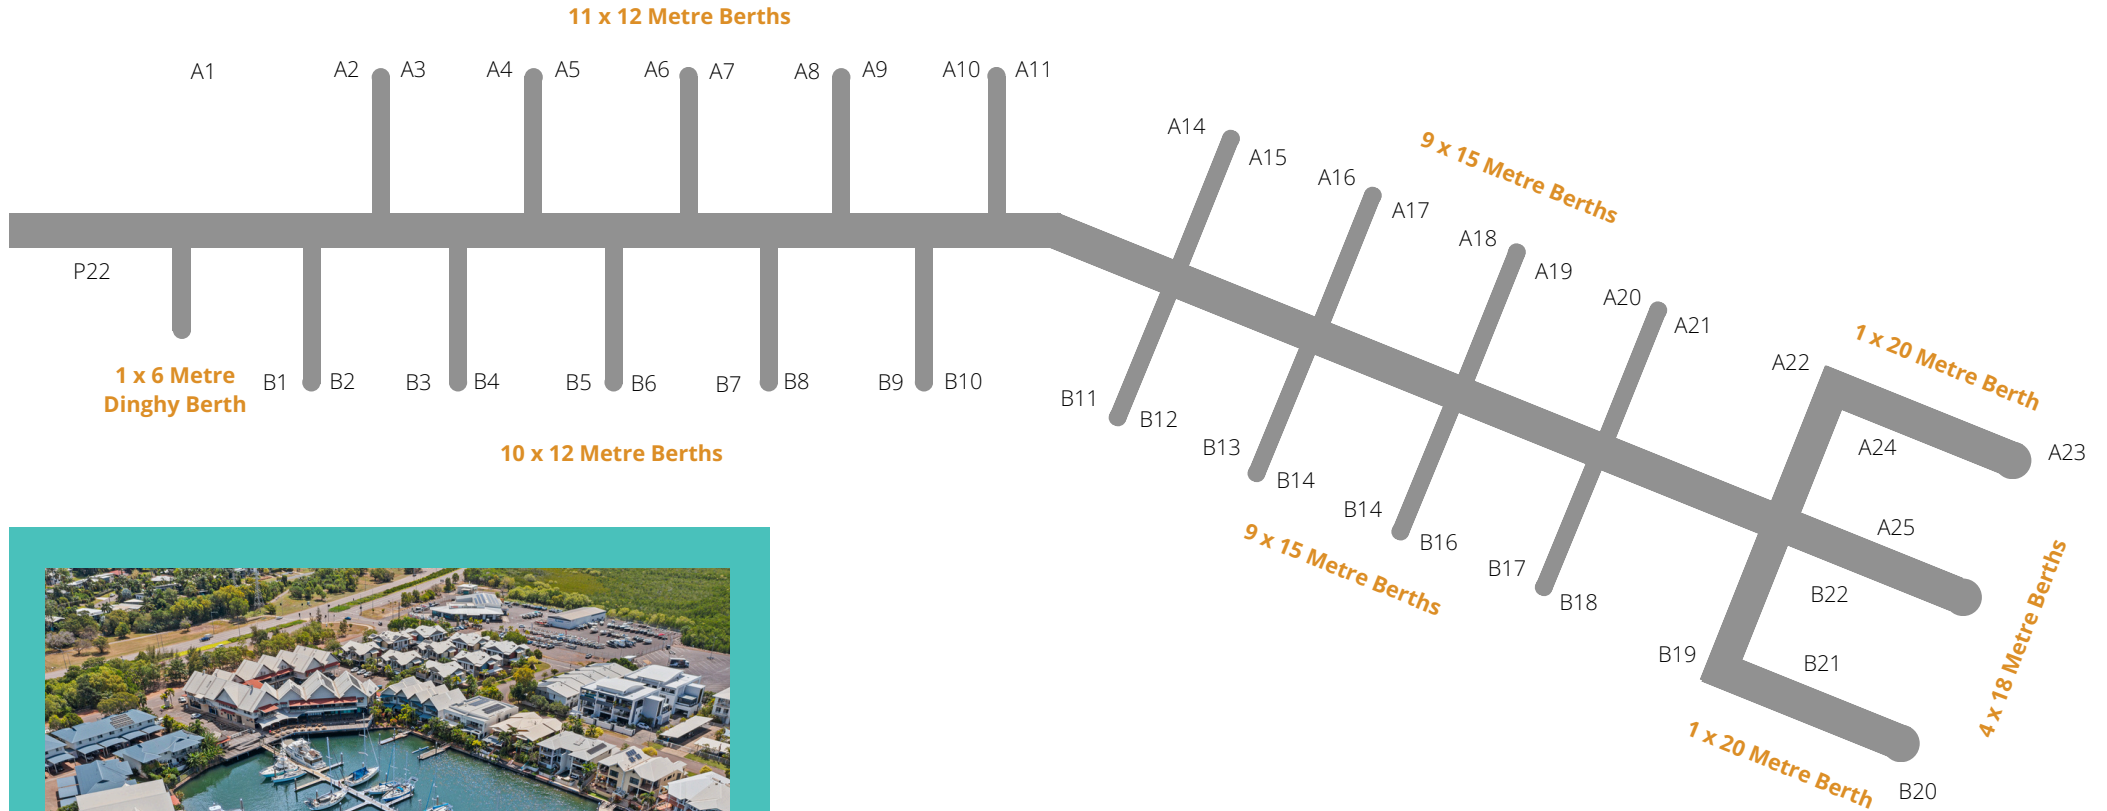 11 x 12 Metre Berths
A1
A2
A3
A4
A5
A6
A7
A8
A9
A10
A11
A14
A15
A16
A17
A18
A19
A20
A21
9 x 15 Metre Berths
P22
1 x 6 Metre
Dinghy Berth
B1
B2
B3
B4
B5
B6
B7
B8
B9
B10
10 x 12 Metre Berths
B11
B12
B13
B14
B14
B16
B17
B18
9 x 15 Metre Berths
A22
1 x 20 Metre Berth
A23
A24
A25
B22
B21
B19
4 x 18 Metre Berths
1 x 20 Metre Berth
B20